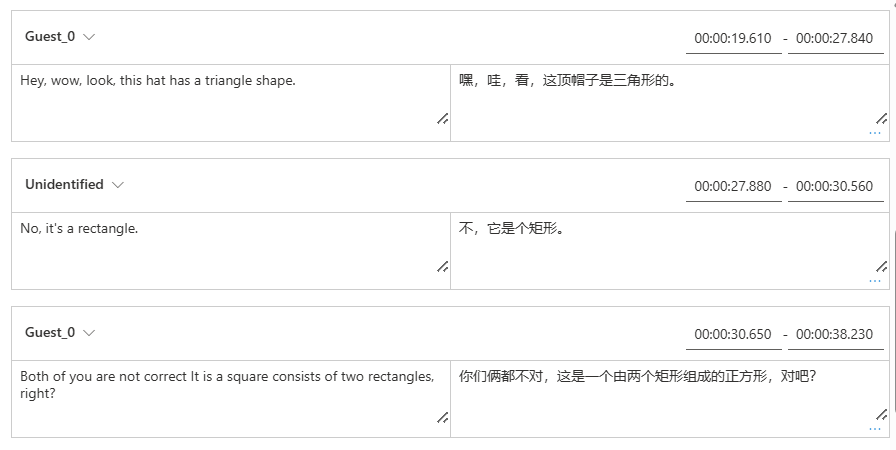 Guest_0
00:00:19.610 - 00:00:27.840
Hey, wow, look, this hat has a triangle shape.
嘿，哇，看，这顶帽子是三角形的。
Unidentified
00:00:27.880 - 00:00:30.560
No, it's a rectangle.
不，它是个矩形。
Guest_0
00:00:30.650 - 00:00:38.230
Both of you are not correct It is a square consists of two rectangles,
right?
你们俩都不对，这是一个由两个矩形组成的正方形，对吧？